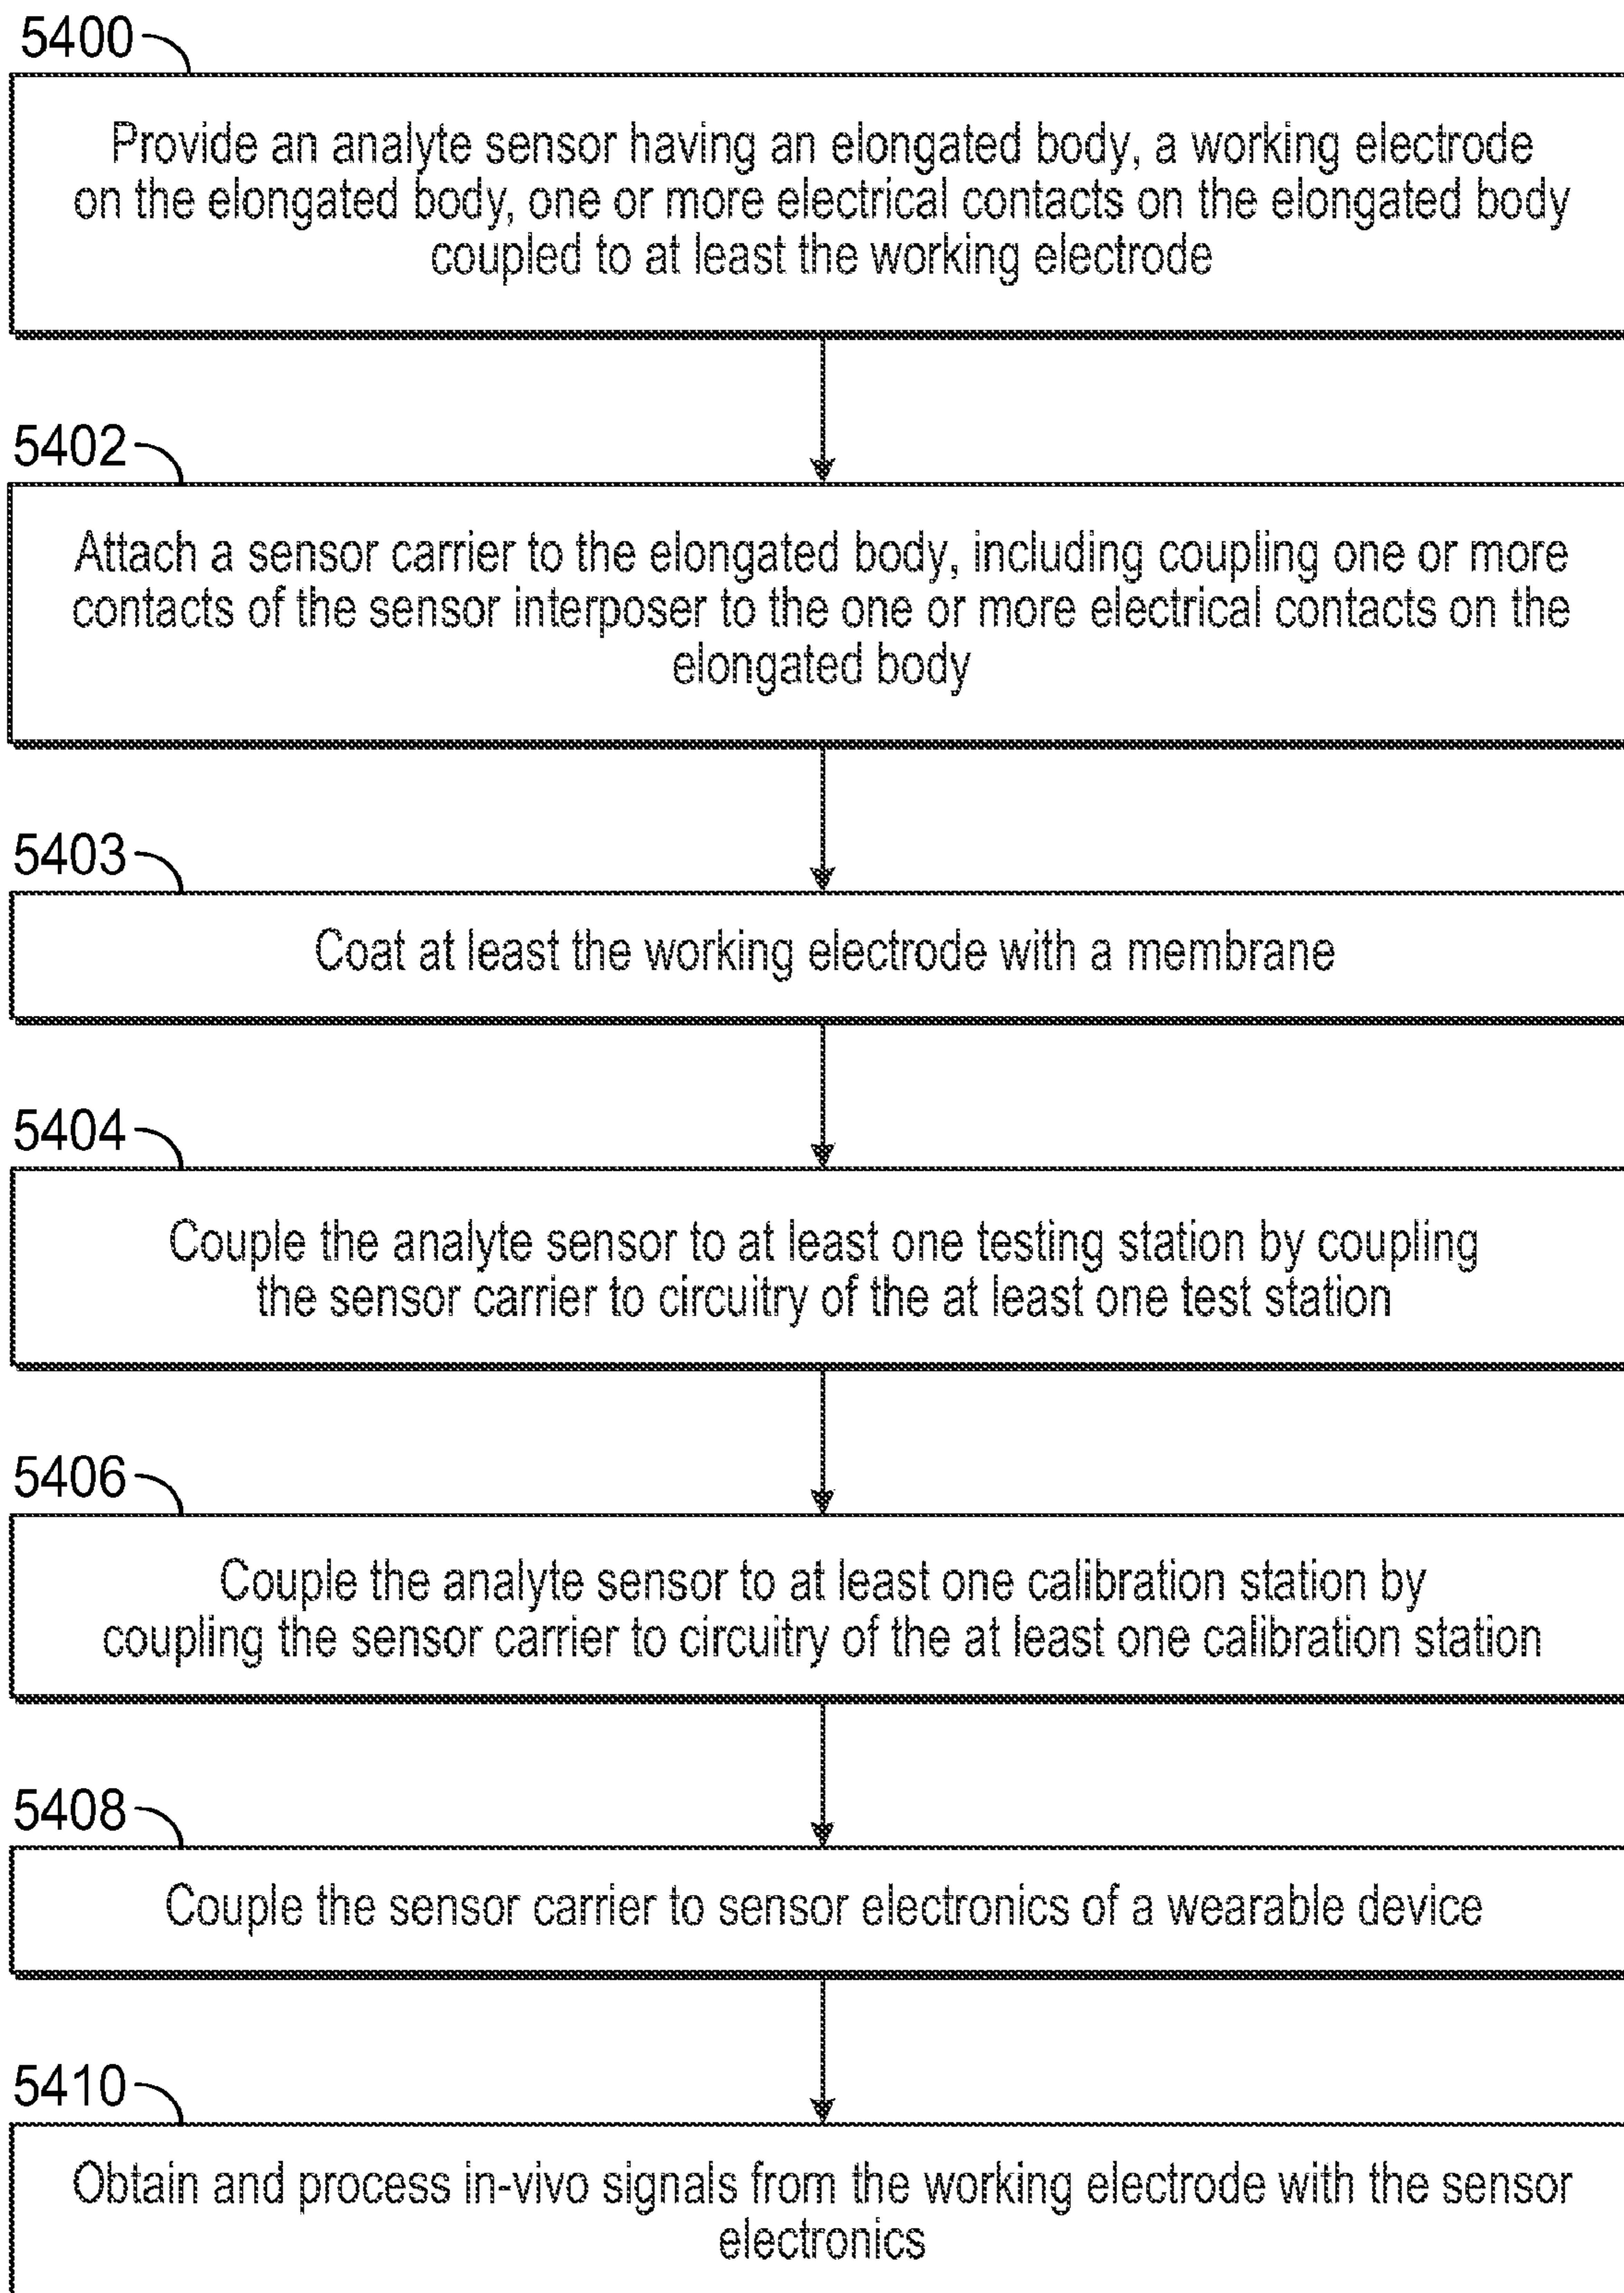 5400
Provide an analyte sensor having an elongated body, a working electrode
on the elongated body, one or more electrical contacts on the elongated body
coupled to at least the working electrode
5402
Attach a sensor carrier to the elongated body, including coupling one or more
contacts of the sensor interposer to the one or more electrical contacts on the
elongated body
5403
Coat at least the working electrode with a membrane
5404
Couple the analyte sensor to at least one testing station by coupling
the sensor carrier to circuitry of the at least one test station
5406
Couple the analyte sensor to at least one calibration station by
coupling the sensor carrier to circuitry of the at least one calibration station
5408
Couple the sensor carrier to sensor electronics of a wearable device
5410
Obtain and process in-vivo signals from the working electrode with the sensor
electronics